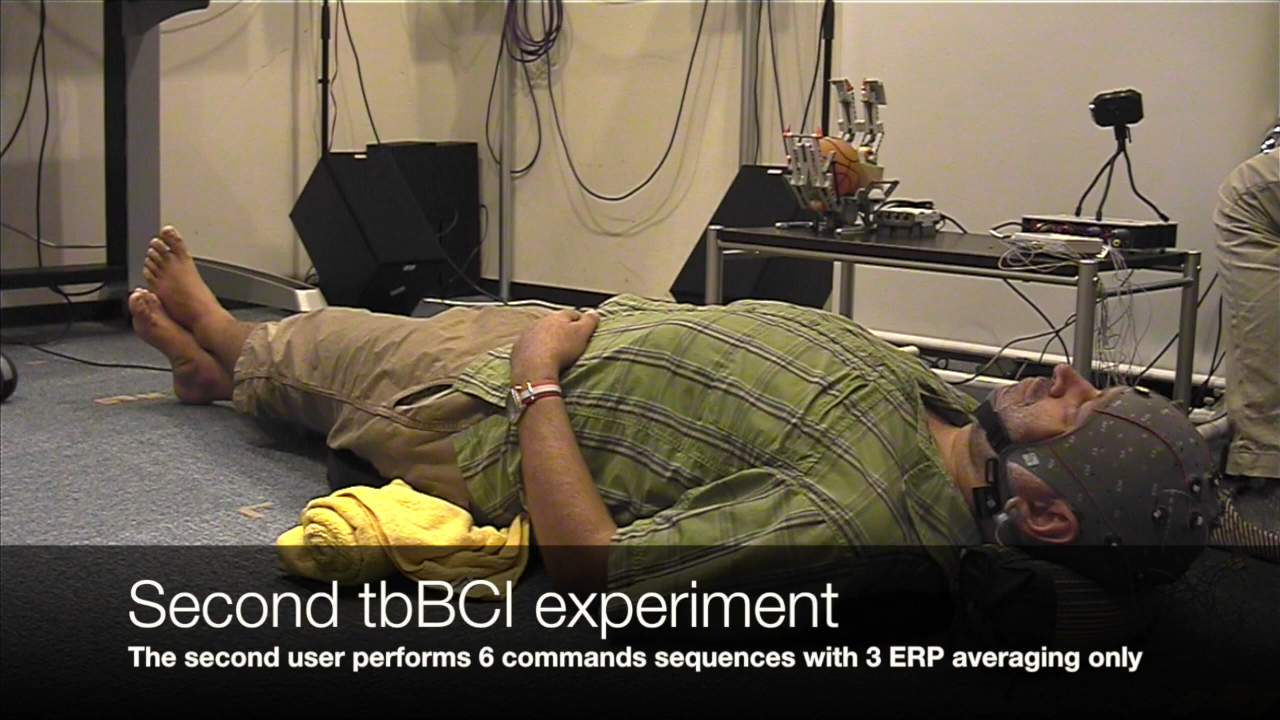 Second tbBCI experiment
The second user performs 6 commands sequences with 3 ERP averaging only